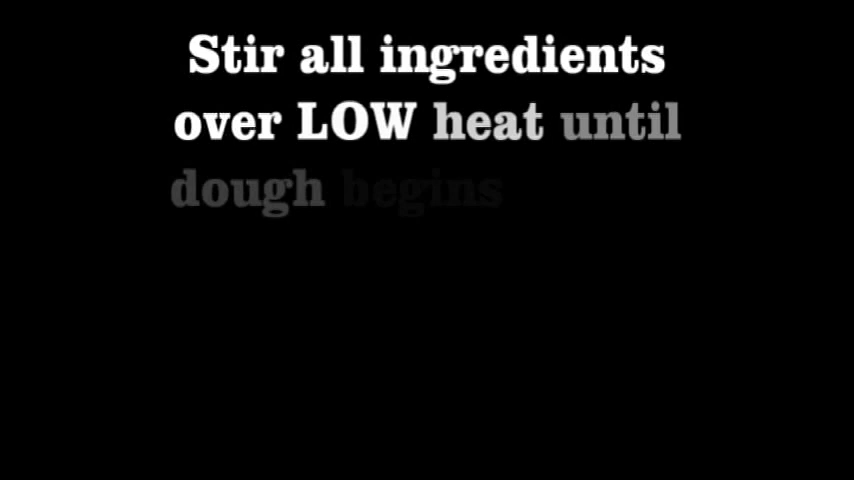 Stir all ingredients
over LOW heat until
dough begins